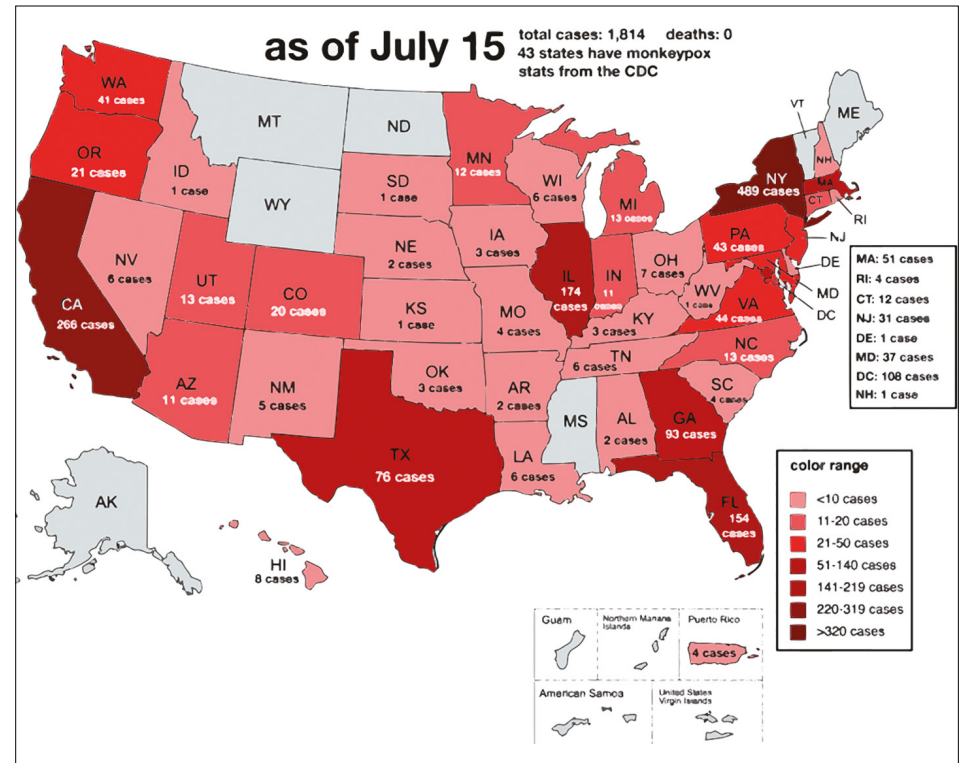 as of July 15
total cases: 1,814 deaths: 0
43 states have monkeypox
stats from the CDC
WA
41 cases
OR
21 cases
CA
266 cases
NV
6 cases
ID
1 case
MT
WY
UT
13 cases
CO
20 cases
AZ
11 cases
NM
5 cases
ND
SD
1 case
NE
2 cases
KS
1 case
OK
3 cases
TX
76 cases
MN
12 cases
IA
3 cases
MO
4 cases
AR
2 cases
LA
6 cases
WI
6 cases
IL
174
cases
MI
13 cases
IN
11
cases
OH
7 cases
KY
3 cases
TN
6 cases
MS
AL
2 cases
GA
93 cases
FL
154
cases
SC
4 cases
NC
13 cases
VA
44 cases
WV
1 case
PA
43 cases
NY
489 cases
VT
ME
NH
MA
CT
RI
NJ
DE
MD
DC
MA: 51 cases
RI: 4 cases
CT: 12 cases
NJ: 31 cases
DE: 1 case
MD: 37 cases
DC: 108 cases
NH: 1 case
AK
HI
8 cases
color range
<10 cases
11-20 cases
21-50 cases
51-140 cases
141-219 cases
220-319 cases
>320 cases
Guam
Northern Mariana
Islands
Puerto Rico
4 cases
American Samoa
United States
Virgin Islands